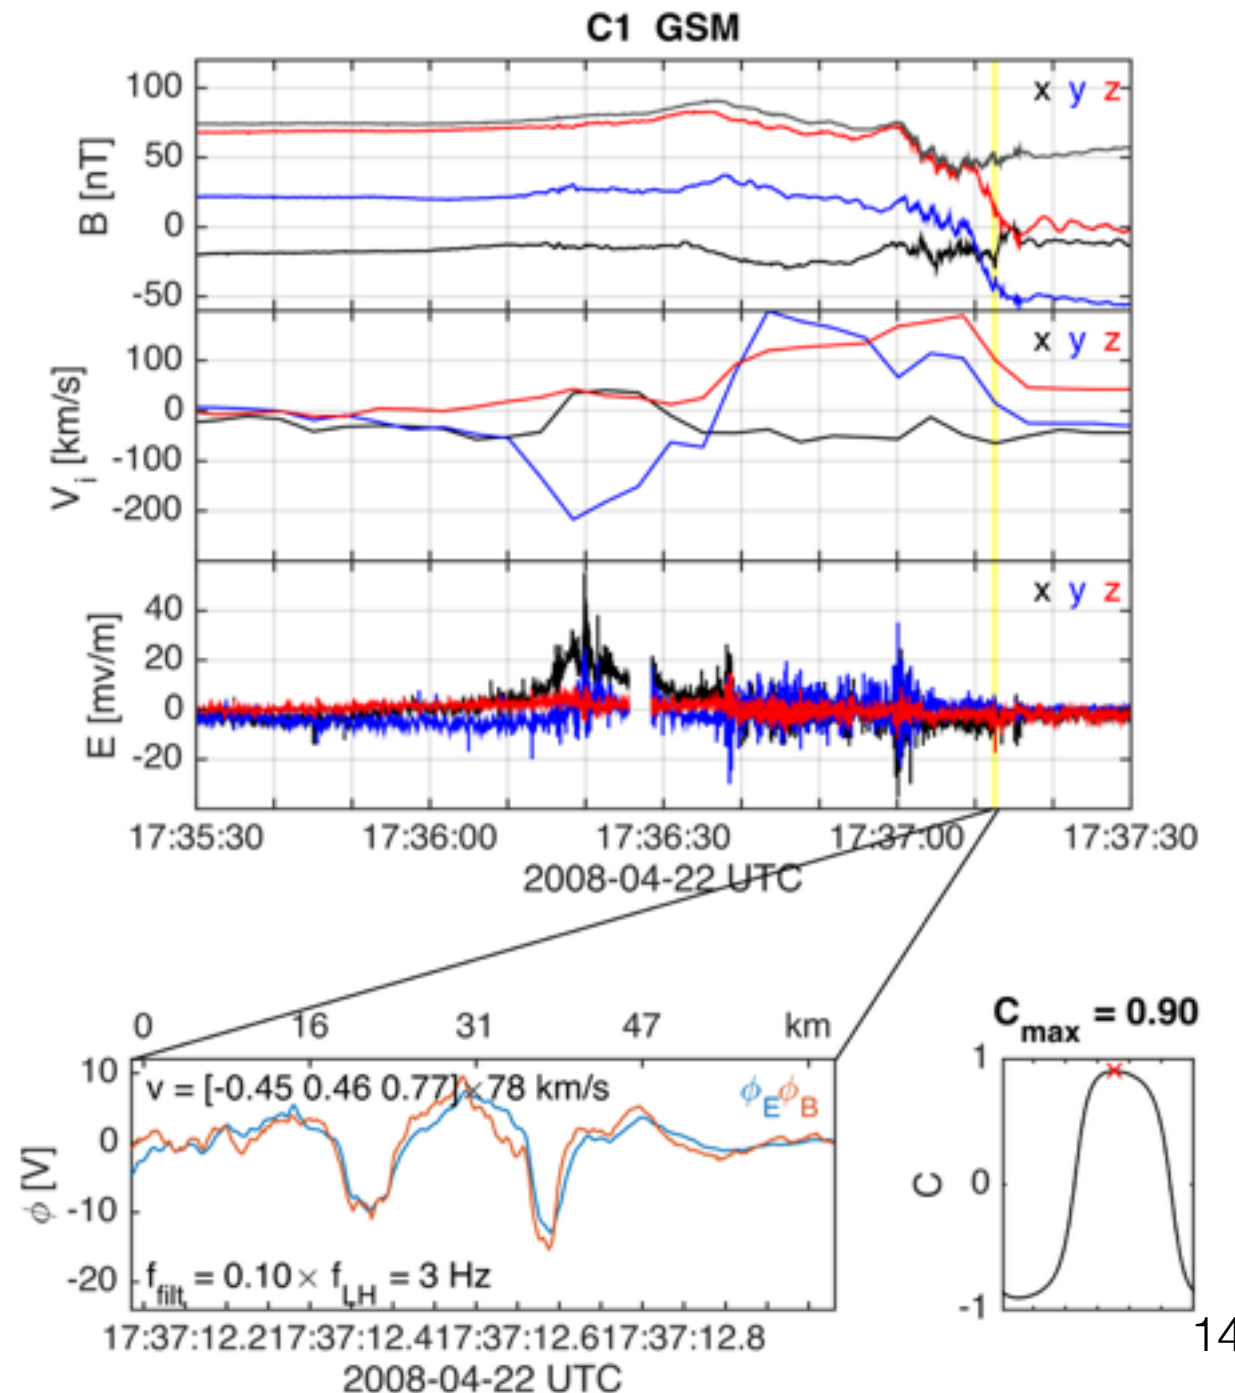 C1 GSM
100
50
0
-50
B [nT]
x y z
100
0
-100
-200
V_i [km/s]
x y z
40
20
0
-20
E [mv/m]
x y z
17:35:30 17:36:00 17:36:30 17:37:00 17:37:30
2008-04-22 UTC
0 16 31 47 km
10
0
-10
-20
ϕ [V]
v = [-0.45 0.46 0.77]×78 km/s
ϕ_E ϕ_B
f_filt. = 0.10× f_LH = 3 Hz
17:37:12.2 17:37:12.4 17:37:12.6 17:37:12.8
2008-04-22 UTC
C_max = 0.90
1
0
-1
C
14